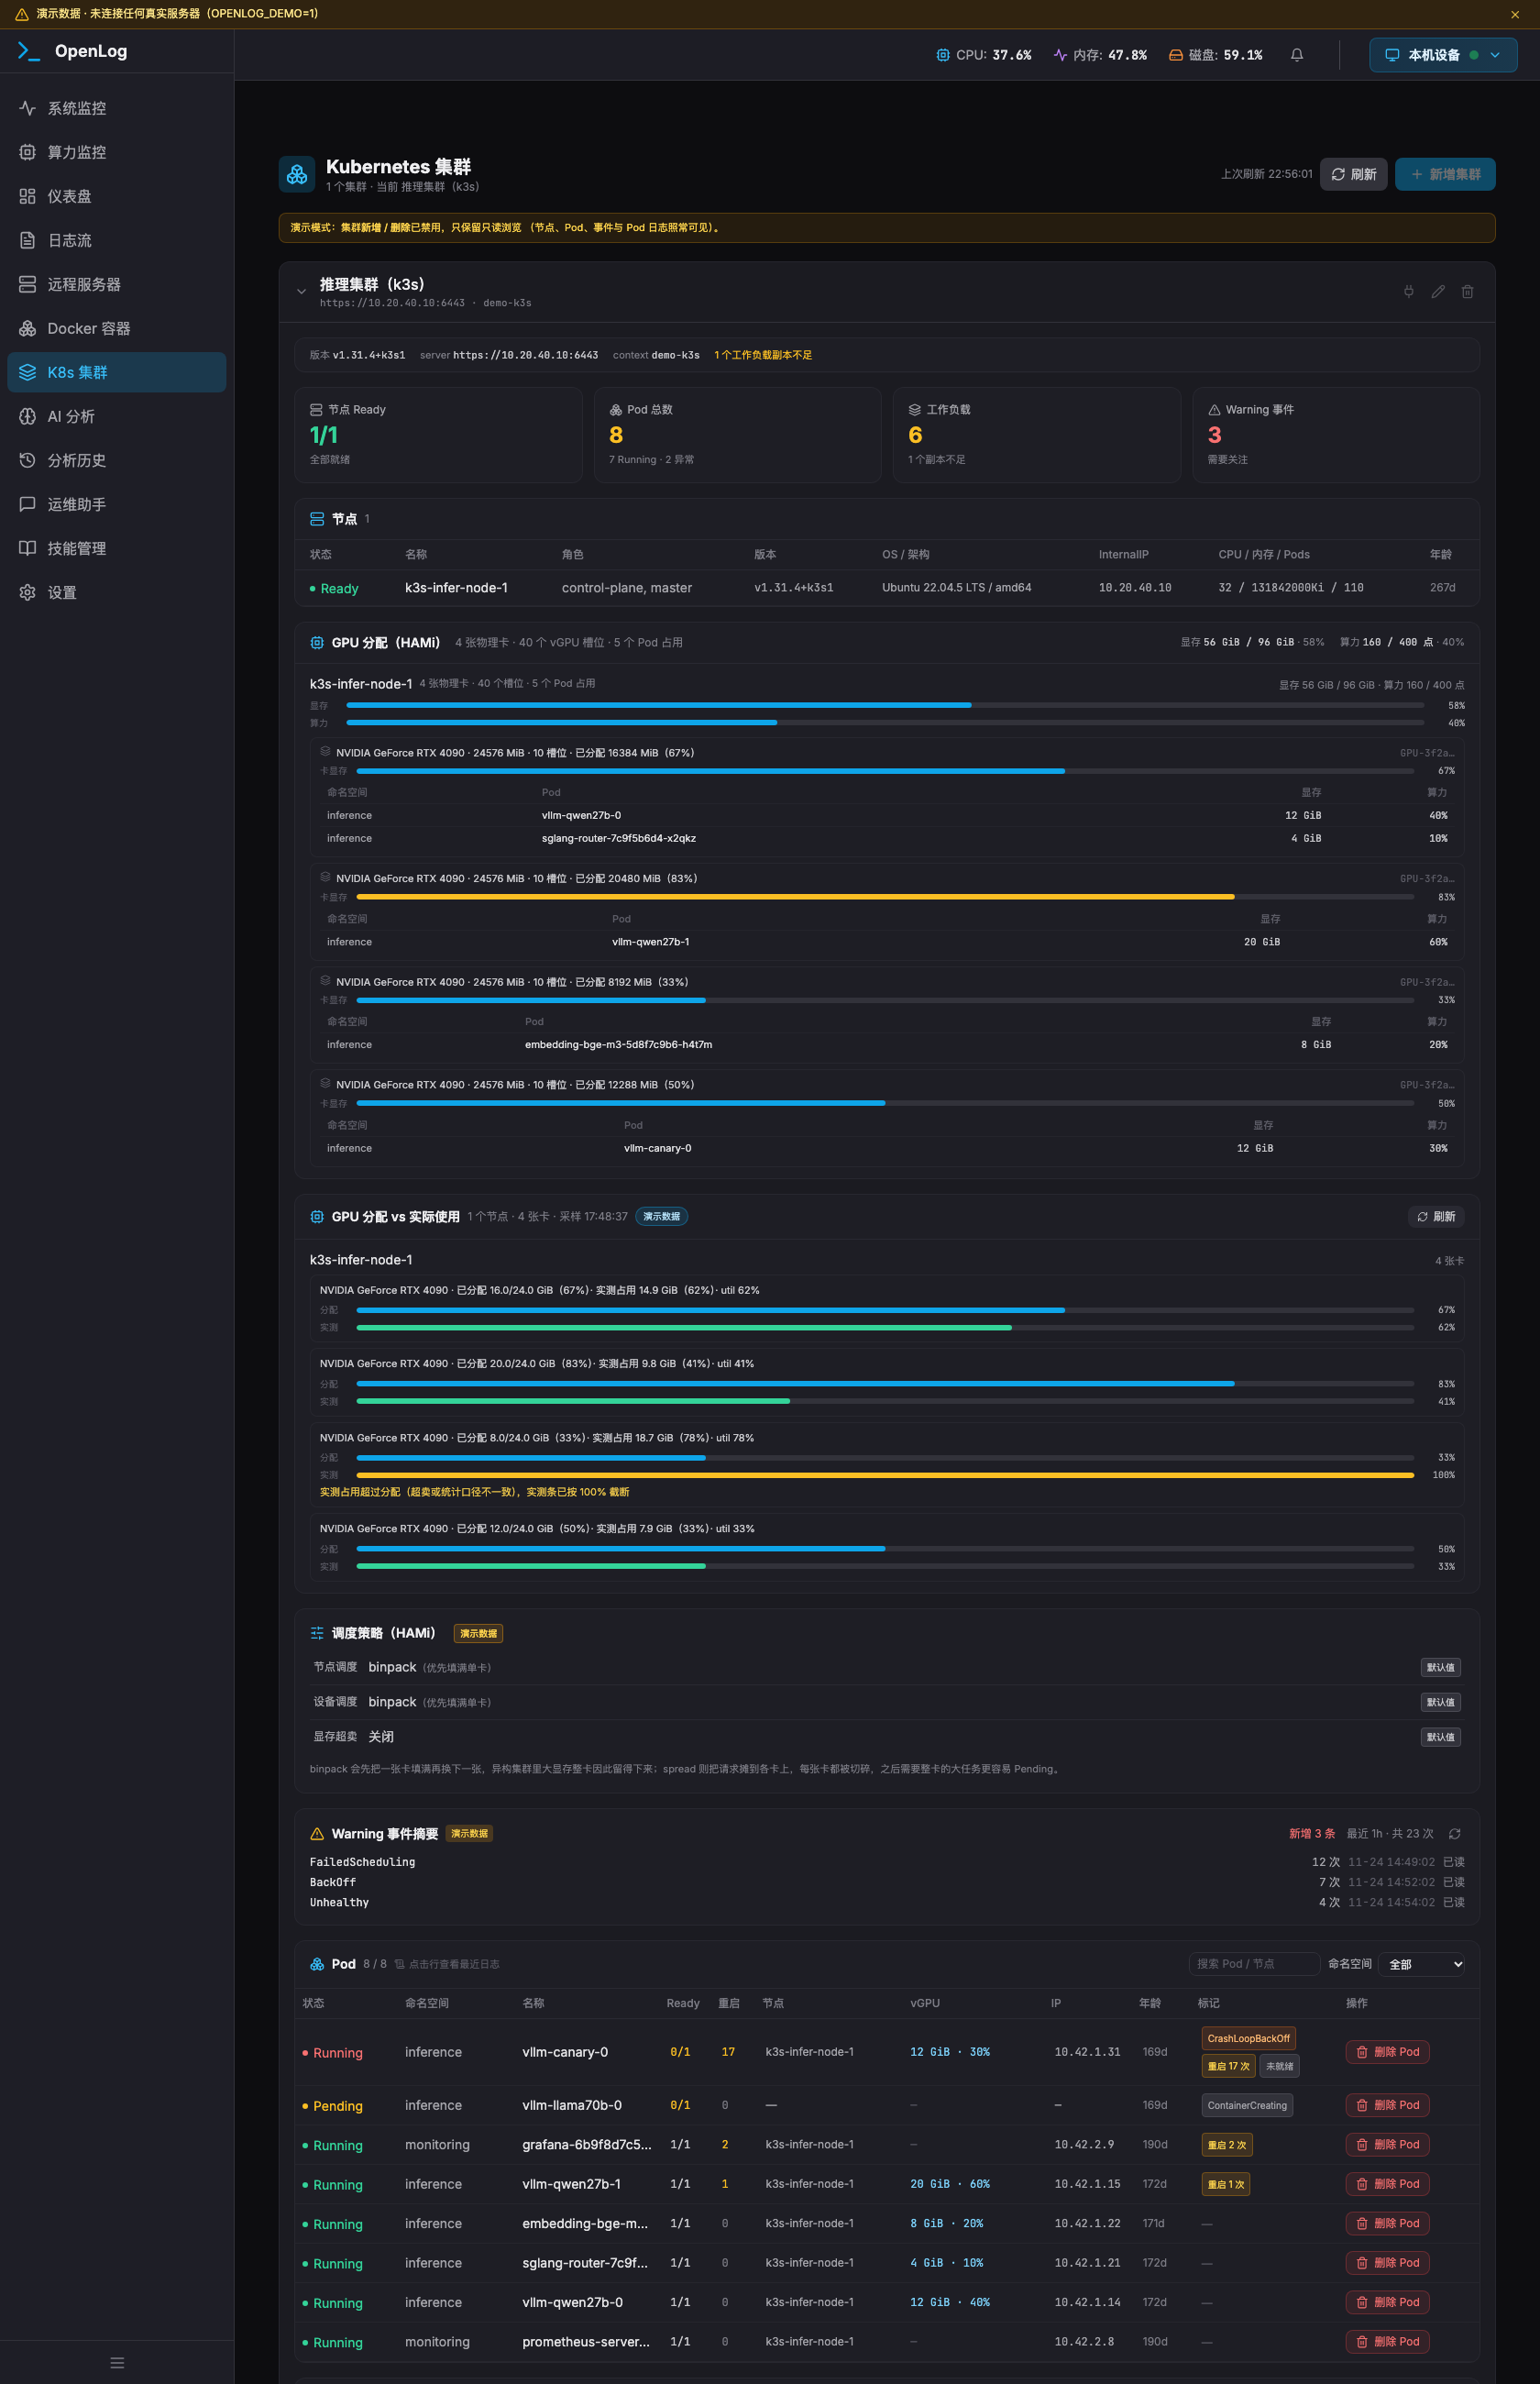 演示数据 · 未连接任何真实服务器（OPENLOG_DEMO=1）
OpenLog
CPU: 37.6% 内存: 47.8% 磁盘: 59.1% 本机设备
系统监控
算力监控
仪表盘
日志流
远程服务器
Docker 容器
K8s 集群
AI 分析
分析历史
运维助手
技能管理
设置
Kubernetes 集群
1 个集群 · 当前 推理集群（k3s）
上次刷新 22:56:01 刷新 新增集群
演示模式：集群新增 / 删除已禁用，只保留只读浏览 （节点、Pod、事件与 Pod 日志照常可见）。
推理集群（k3s）
https://10.20.40.10:6443 · demo-k3s
版本 v1.31.4+k3s1 server https://10.20.40.10:6443 context demo-k3s 1 个工作负载副本不足
节点 Ready
1/1
全部就绪
Pod 总数
8
7 Running · 2 异常
工作负载
6
1 个副本不足
Warning 事件
3
需要关注
节点 1
状态 名称 角色 版本 OS / 架构 InternalIP CPU / 内存 / Pods 年龄
Ready k3s-infer-node-1 control-plane, master v1.31.4+k3s1 Ubuntu 22.04.5 LTS / amd64 10.20.40.10 32 / 131842000Ki / 110 267d
GPU 分配（HAMi） 4 张物理卡 · 40 个 vGPU 槽位 · 5 个 Pod 占用 显存 56 GiB / 96 GiB · 58% 算力 160 / 400 点 · 40%
k3s-infer-node-1 4 张物理卡 · 40 个槽位 · 5 个 Pod 占用 显存 56 GiB / 96 GiB · 算力 160 / 400 点
显存 58%
算力 40%
NVIDIA GeForce RTX 4090 · 24576 MiB · 10 槽位 · 已分配 16384 MiB（67%） GPU-3f2a…
卡显存 67%
命名空间 Pod 显存 算力
inference vllm-qwen27b-0 12 GiB 40%
inference sglang-router-7c9f5b6d4-x2qkz 4 GiB 10%
NVIDIA GeForce RTX 4090 · 24576 MiB · 10 槽位 · 已分配 20480 MiB（83%） GPU-3f2a…
卡显存 83%
命名空间 Pod 显存 算力
inference vllm-qwen27b-1 20 GiB 60%
NVIDIA GeForce RTX 4090 · 24576 MiB · 10 槽位 · 已分配 8192 MiB（33%） GPU-3f2a…
卡显存 33%
命名空间 Pod 显存 算力
inference embedding-bge-m3-5d8f7c9b6-h4t7m 8 GiB 20%
NVIDIA GeForce RTX 4090 · 24576 MiB · 10 槽位 · 已分配 12288 MiB（50%） GPU-3f2a…
卡显存 50%
命名空间 Pod 显存 算力
inference vllm-canary-0 12 GiB 30%
GPU 分配 vs 实际使用 1 个节点 · 4 张卡 · 采样 17:48:37 演示数据 刷新
k3s-infer-node-1 4 张卡
NVIDIA GeForce RTX 4090 · 已分配 16.0/24.0 GiB（67%）· 实测占用 14.9 GiB（62%）· util 62%
分配 67%
实测 62%
NVIDIA GeForce RTX 4090 · 已分配 20.0/24.0 GiB（83%）· 实测占用 9.8 GiB（41%）· util 41%
分配 83%
实测 41%
NVIDIA GeForce RTX 4090 · 已分配 8.0/24.0 GiB（33%）· 实测占用 18.7 GiB（78%）· util 78%
分配 33%
实测 100%
实测占用超过分配（超卖或统计口径不一致），实测条已按 100% 截断
NVIDIA GeForce RTX 4090 · 已分配 12.0/24.0 GiB（50%）· 实测占用 7.9 GiB（33%）· util 33%
分配 50%
实测 33%
调度策略（HAMi） 演示数据
节点调度 binpack（优先填满单卡） 默认值
设备调度 binpack（优先填满单卡） 默认值
显存超卖 关闭 默认值
binpack 会先把一张卡填满再换下一张，异构集群里大显存整卡因此留得下来；spread 则把请求摊到各卡上，每张卡都被切碎，之后需要整卡的大任务更容易 Pending。
Warning 事件摘要 演示数据 新增 3 条 最近 1h · 共 23 次
FailedScheduling 12 次 11-24 14:49:02 已读
BackOff 7 次 11-24 14:52:02 已读
Unhealthy 4 次 11-24 14:54:02 已读
Pod 8 / 8 点击行查看最近日志 搜索 Pod / 节点 命名空间 全部
状态 命名空间 名称 Ready 重启 节点 vGPU IP 年龄 标记 操作
Running inference vllm-canary-0 0/1 17 k3s-infer-node-1 12 GiB · 30% 10.42.1.31 169d CrashLoopBackOff 重启 17 次 未就绪 删除 Pod
Pending inference vllm-llama70b-0 0/1 0 — — — 169d ContainerCreating 删除 Pod
Running monitoring grafana-6b9f8d7c5... 1/1 2 k3s-infer-node-1 — 10.42.2.9 190d 重启 2 次 删除 Pod
Running inference vllm-qwen27b-1 1/1 1 k3s-infer-node-1 20 GiB · 60% 10.42.1.15 172d 重启 1 次 删除 Pod
Running inference embedding-bge-m... 1/1 0 k3s-infer-node-1 8 GiB · 20% 10.42.1.22 171d — 删除 Pod
Running inference sglang-router-7c9f... 1/1 0 k3s-infer-node-1 4 GiB · 10% 10.42.1.21 172d — 删除 Pod
Running inference vllm-qwen27b-0 1/1 0 k3s-infer-node-1 12 GiB · 40% 10.42.1.14 172d — 删除 Pod
Running monitoring prometheus-server... 1/1 0 k3s-infer-node-1 — 10.42.2.8 190d — 删除 Pod